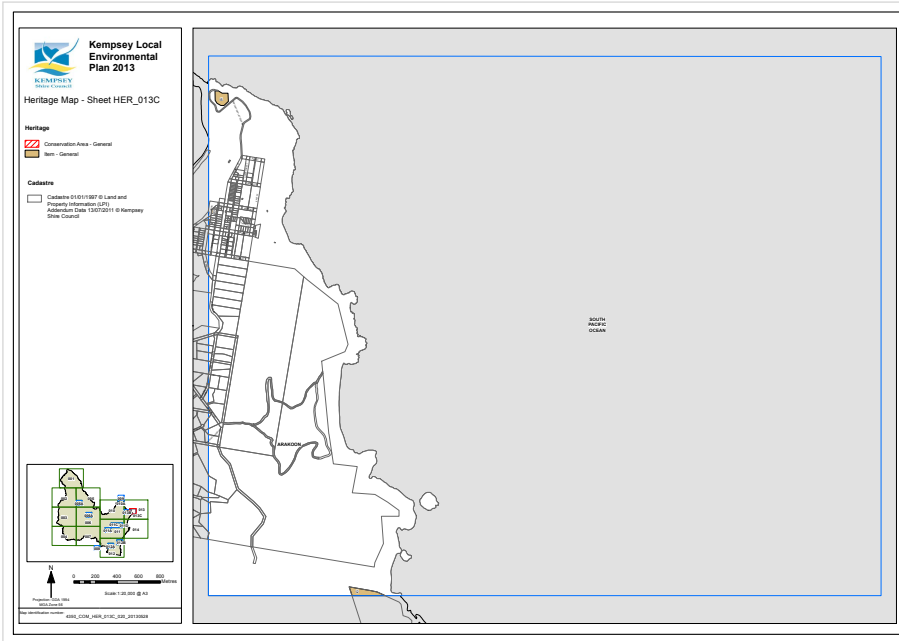 Kempsey Local
Environmental
Plan 2013
KEMPSEY
Shire Council
Heritage Map - Sheet HER_013C
Heritage
Conservation Area - General
Item - General
Cadastre
Cadastre 01/01/1997 © Land and
Property Information (LPI)
Addendum Data 13/07/2011 © Kempsey
Shire Council
SOUTH
PACIFIC
OCEAN
ARAKOON
001
N
0 200 400 600 800
Metres
Scale: 1:20,000 @ A3
Projection: GDA 1994
MGA Zone 56
Map identification number:
4350_COM_HER_013C_020_20130528